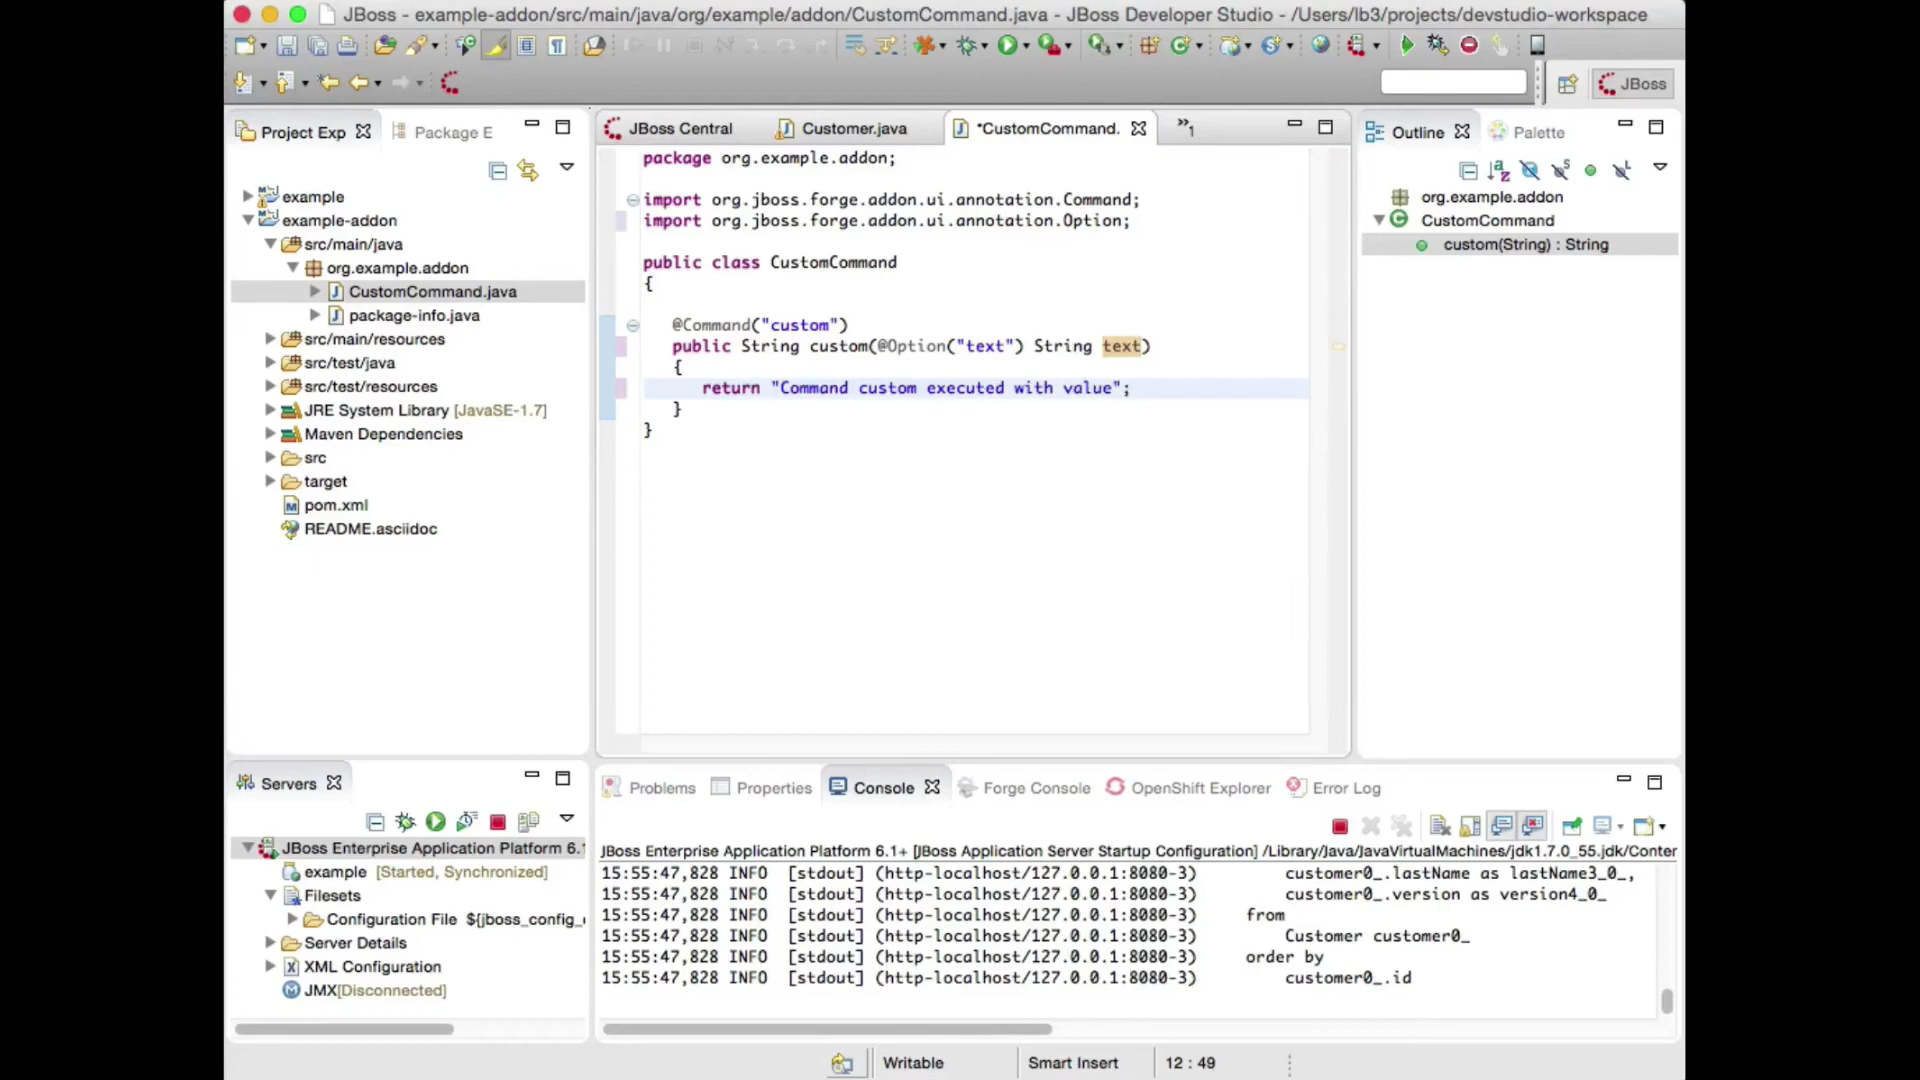 JBoss - example-addon/src/main/java/org/example/addon/CustomCommand.java - JBoss Developer Studio - /Users/lb3/projects/devstudio-workspace
JBoss
Project Exp
Package E
example
example-addon
src/main/java
org.example.addon
CustomCommand.java
package-info.java
src/main/resources
src/test/java
src/test/resources
JRE System Library [JavaSE-1.7]
Maven Dependencies
src
target
pom.xml
README.asciidoc
JBoss Central
Customer.java
*CustomCommand.
»1
package org.example.addon;
import org.jboss.forge.addon.ui.annotation.Command;
import org.jboss.forge.addon.ui.annotation.Option;
public class CustomCommand
{
@Command("custom")
public String custom(@Option("text") String text)
{
return "Command custom executed with value";
}
}
Outline
Palette
org.example.addon
CustomCommand
custom(String) : String
Servers
JBoss Enterprise Application Platform 6.1
example [Started, Synchronized]
Filesets
Configuration File ${jboss_config_
Server Details
XML Configuration
JMX[Disconnected]
Problems
Properties
Console
Forge Console
OpenShift Explorer
Error Log
JBoss Enterprise Application Platform 6.1+ [JBoss Application Server Startup Configuration] /Library/Java/JavaVirtualMachines/jdk1.7.0_55.jdk/Conter
15:55:47,828 INFO [stdout] (http-localhost/127.0.0.1:8080-3) customer0_.lastName as lastName3_0_,
15:55:47,828 INFO [stdout] (http-localhost/127.0.0.1:8080-3) customer0_.version as version4_0_
15:55:47,828 INFO [stdout] (http-localhost/127.0.0.1:8080-3) from
15:55:47,828 INFO [stdout] (http-localhost/127.0.0.1:8080-3) Customer customer0_
15:55:47,828 INFO [stdout] (http-localhost/127.0.0.1:8080-3) order by
15:55:47,828 INFO [stdout] (http-localhost/127.0.0.1:8080-3) customer0_.id
Writable
Smart Insert
12 : 49